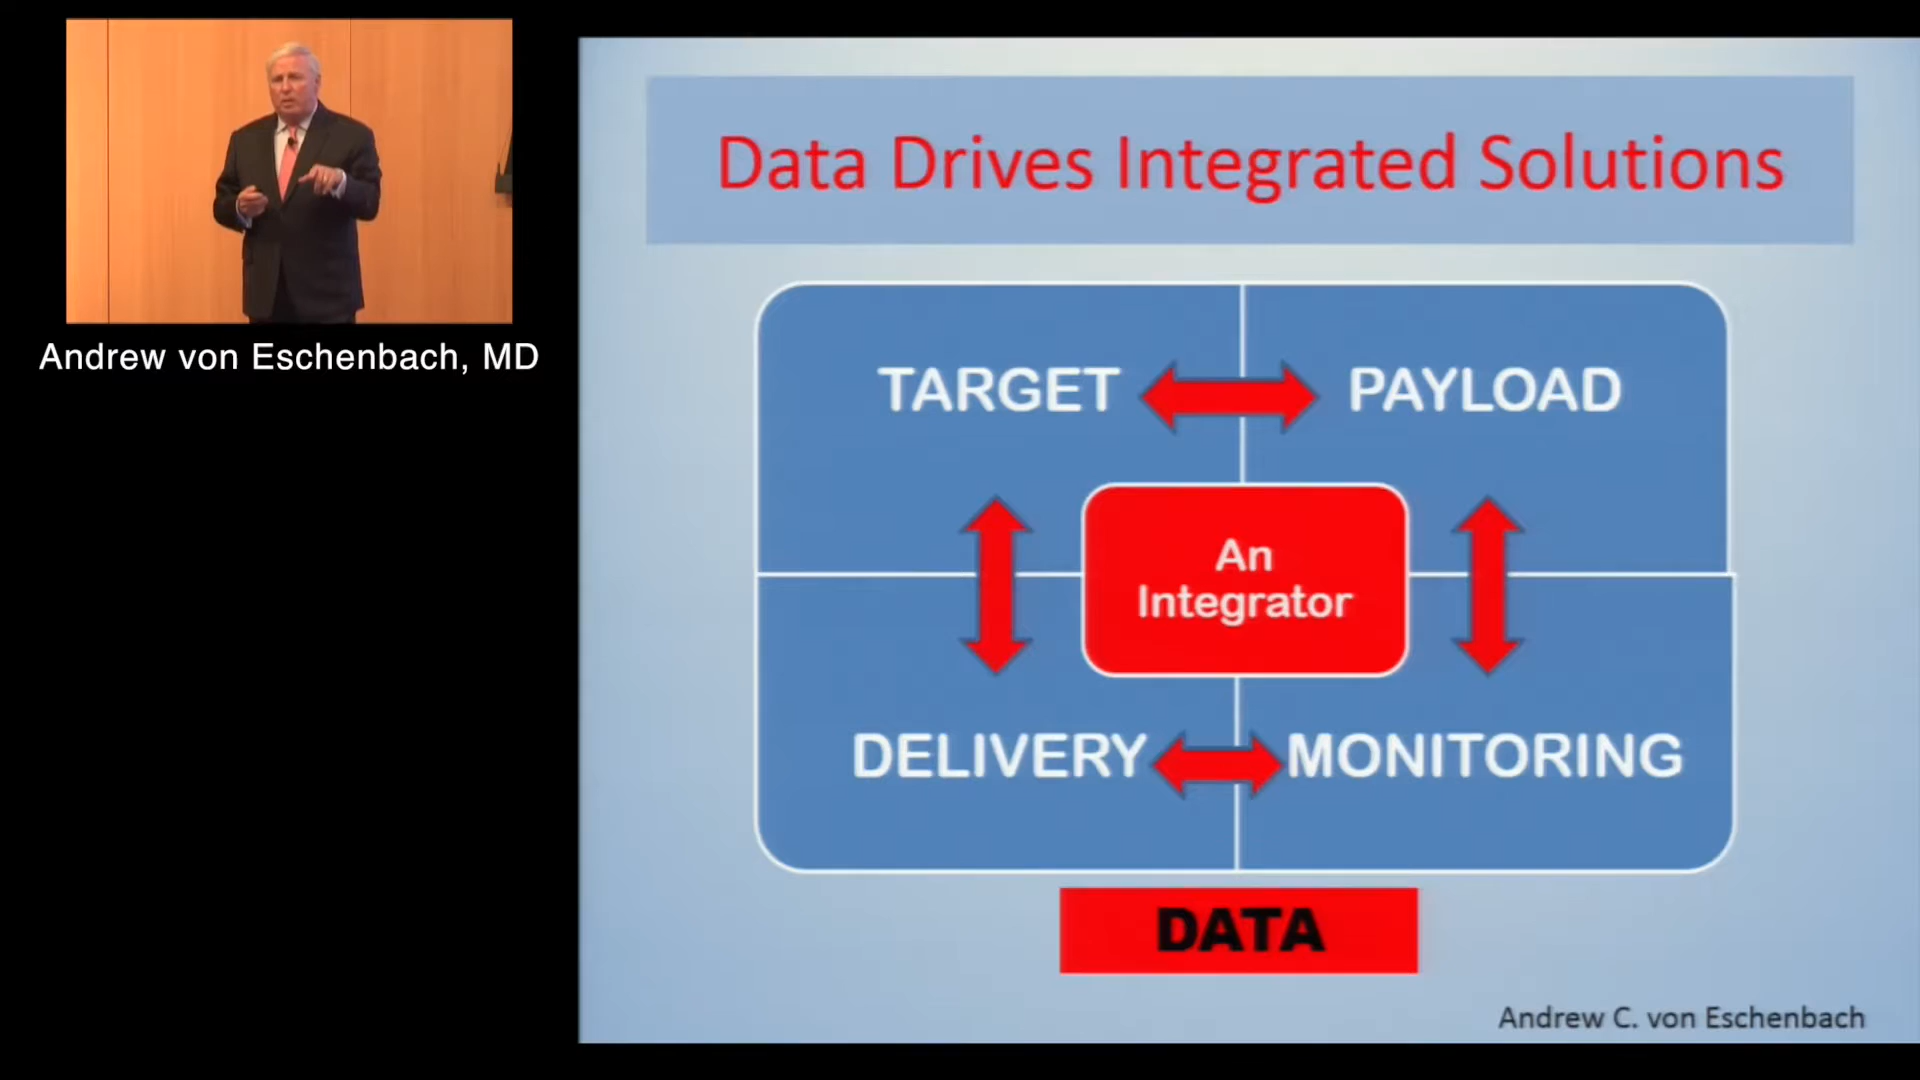 Andrew von Eschenbach, MD
Data Drives Integrated Solutions
TARGET
PAYLOAD
An
Integrator
DELIVERY
MONITORING
DATA
Andrew C. von Eschenbach